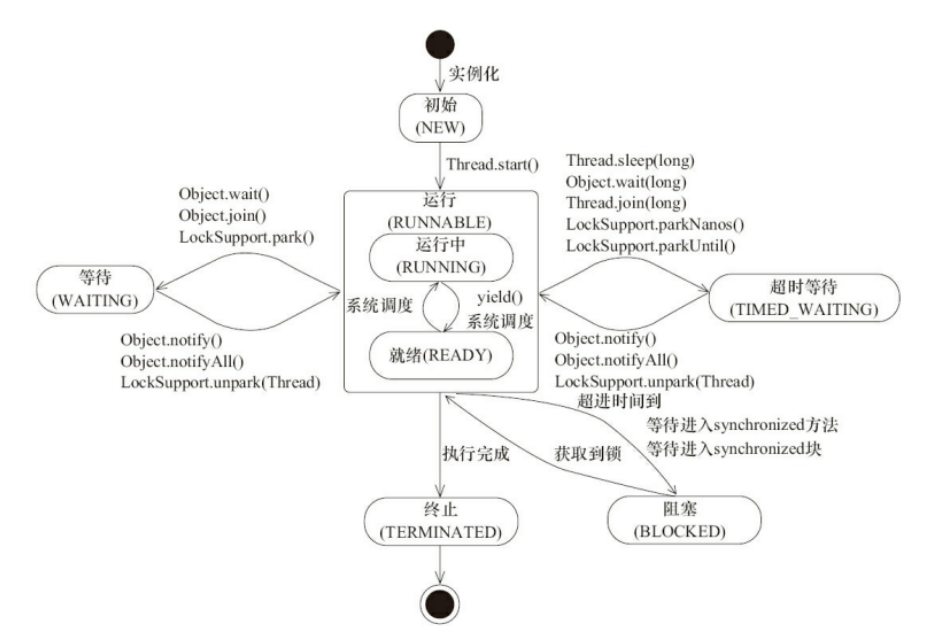 实例化
初始
(NEW)
Thread.start()
Object.wait()
Object.join()
LockSupport.park()
Thread.sleep(long)
Object.wait(long)
Thread.join(long)
LockSupport.parkNanos()
LockSupport.parkUntil()
运行
(RUNNABLE)
运行中
(RUNNING)
等待
(WAITING)
系统调度
yield()
系统调度
超时等待
(TIMED_WAITING)
就绪(READY)
Object.notify()
Object.notifyAll()
LockSupport.unpark(Thread)
Object.notify()
Object.notifyAll()
LockSupport.unpark(Thread)
超进时间到
等待进入synchronized方法
等待进入synchronized块
执行完成
获取到锁
终止
(TERMINATED)
阻塞
(BLOCKED)